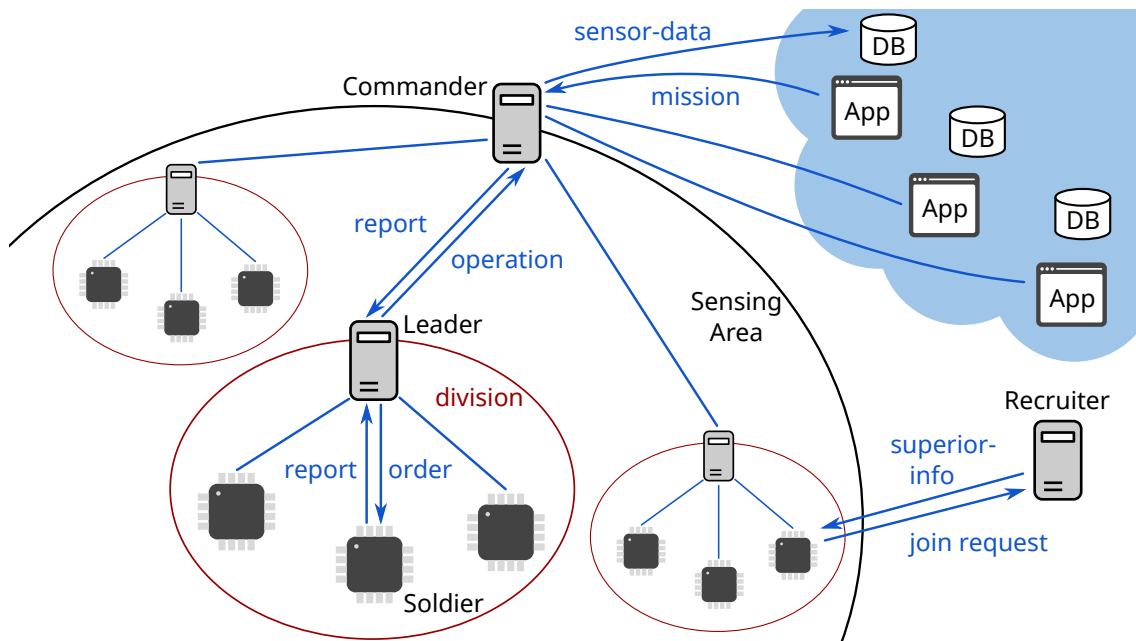 sensor-data
DB
Commander
mission
App
DB
report
App
DB
operation
Sensing
Area
App
Leader
division
Recruiter
superior-
info
report
order
join request
Soldier